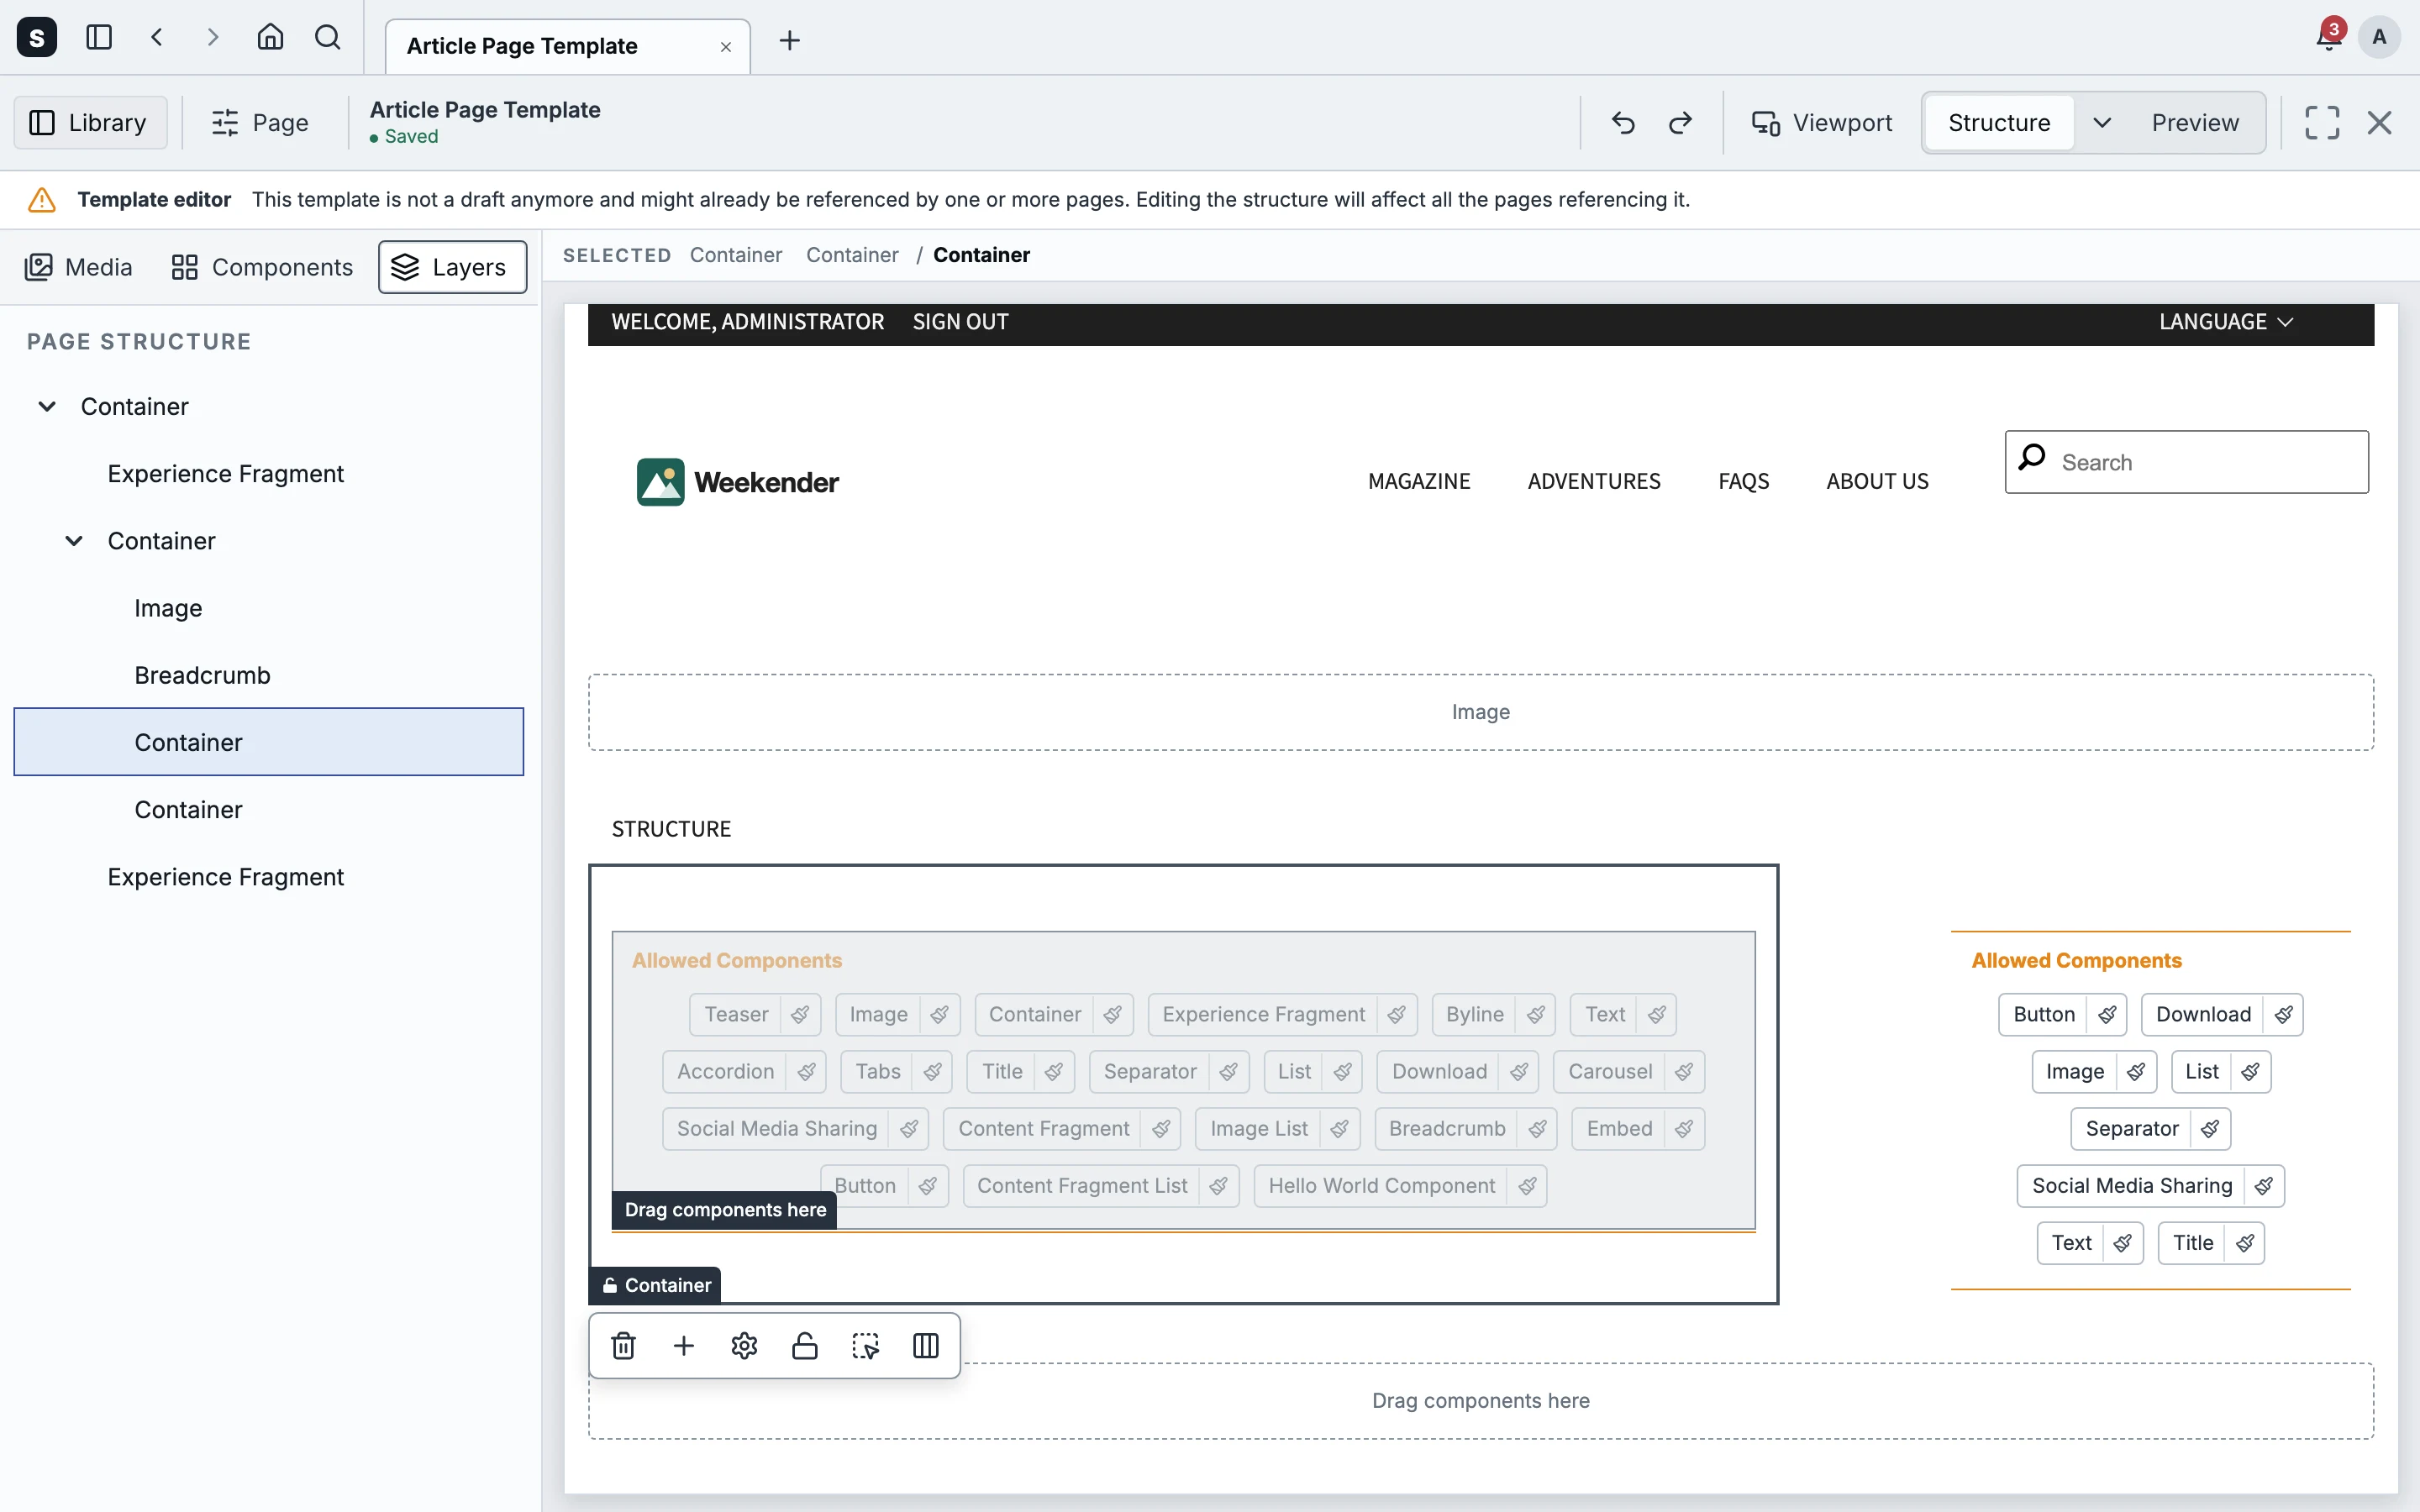 S
Article Page Template
3
A
Library
Page
Article Page Template
Saved
Viewport
Structure
Preview
Template editor This template is not a draft anymore and might already be referenced by one or more pages. Editing the structure will affect all the pages referencing it.
Media
Components
Layers
SELECTED Container Container / Container
PAGE STRUCTURE
Container
Experience Fragment
Container
Image
Breadcrumb
Container
Container
Experience Fragment
WELCOME, ADMINISTRATOR SIGN OUT LANGUAGE
Weekender
MAGAZINE ADVENTURES FAQS ABOUT US
Search
Image
STRUCTURE
Allowed Components
Teaser Image Container Experience Fragment Byline Text
Accordion Tabs Title Separator List Download Carousel
Social Media Sharing Content Fragment Image List Breadcrumb Embed
Button Content Fragment List Hello World Component
Drag components here
Container
Allowed Components
Button Download
Image List
Separator
Social Media Sharing
Text Title
Drag components here